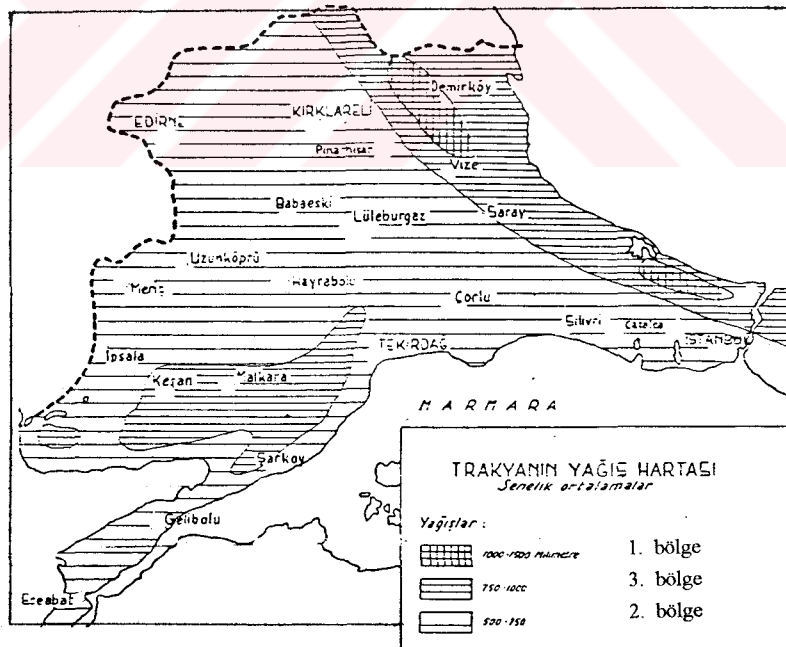 Demirköy
KIRKLARELİ
EDİRNE
Pınarhisar
Vize
Babaeski
Lüleburgaz
Saray
Uzunköprü
Meriç
Hayrabolu
Çorlu
Silivri
Çatalca
İSTANBUL
TEKİRDAĞ
İpsala
Keşan
Malkara
MARMARA
Şarköy
Gelibolu
Eceabat
TRAKYANIN YAĞIŞ HARTASI
Senelik ortalamalar
Yağışlar :
1000-1500 Milimetre 1. bölge
750-1000 3. bölge
500-750 2. bölge